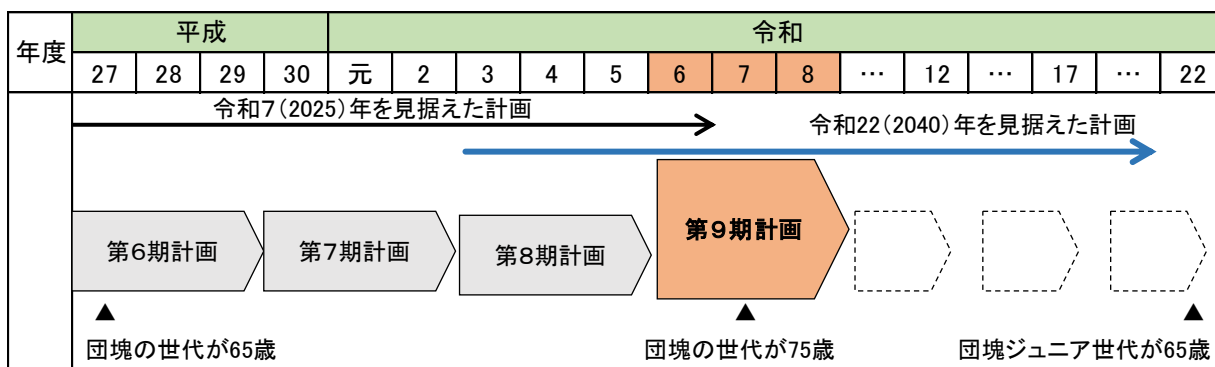 年度
平成 令和
27 28 29 30 元 2 3 4 5 6 7 8 … 12 … 17 … 22
令和7(2025)年を見据えた計画
令和22(2040)年を見据えた計画
第6期計画 第7期計画 第8期計画 第9期計画
▲ ▲ ▲
団塊の世代が65歳 団塊の世代が75歳 団塊ジュニア世代が65歳